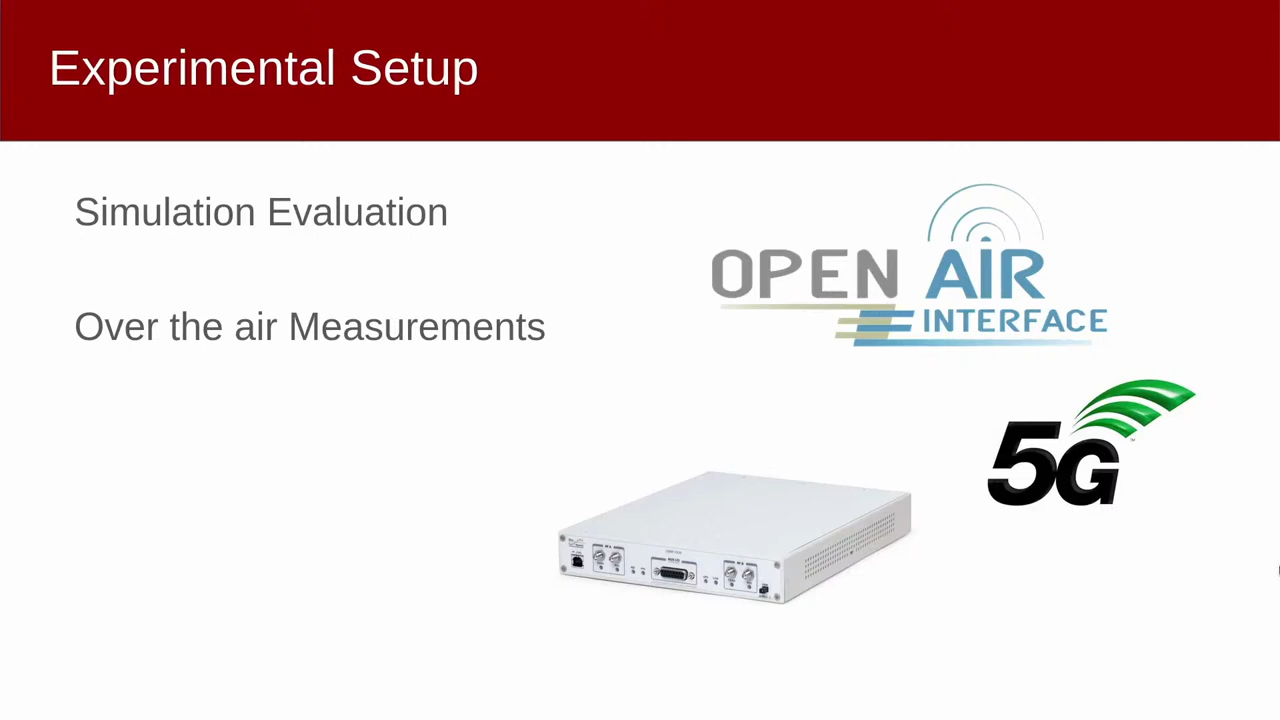 Experimental Setup
Simulation Evaluation
Over the air Measurements
OPEN AIR
INTERFACE
5G